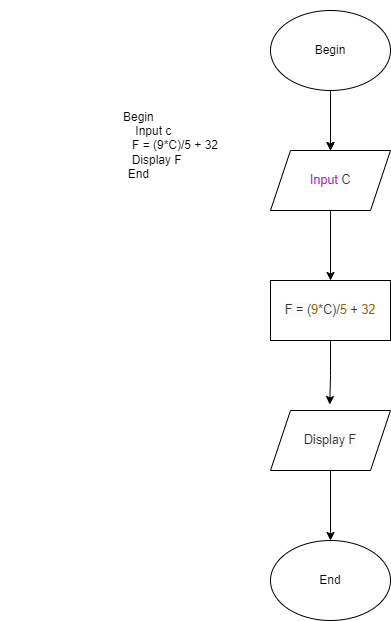 Begin
Begin
Input c
F = (9*C)/5 + 32
Display F
End
Input C
F = (9*C)/5 + 32
Display F
End